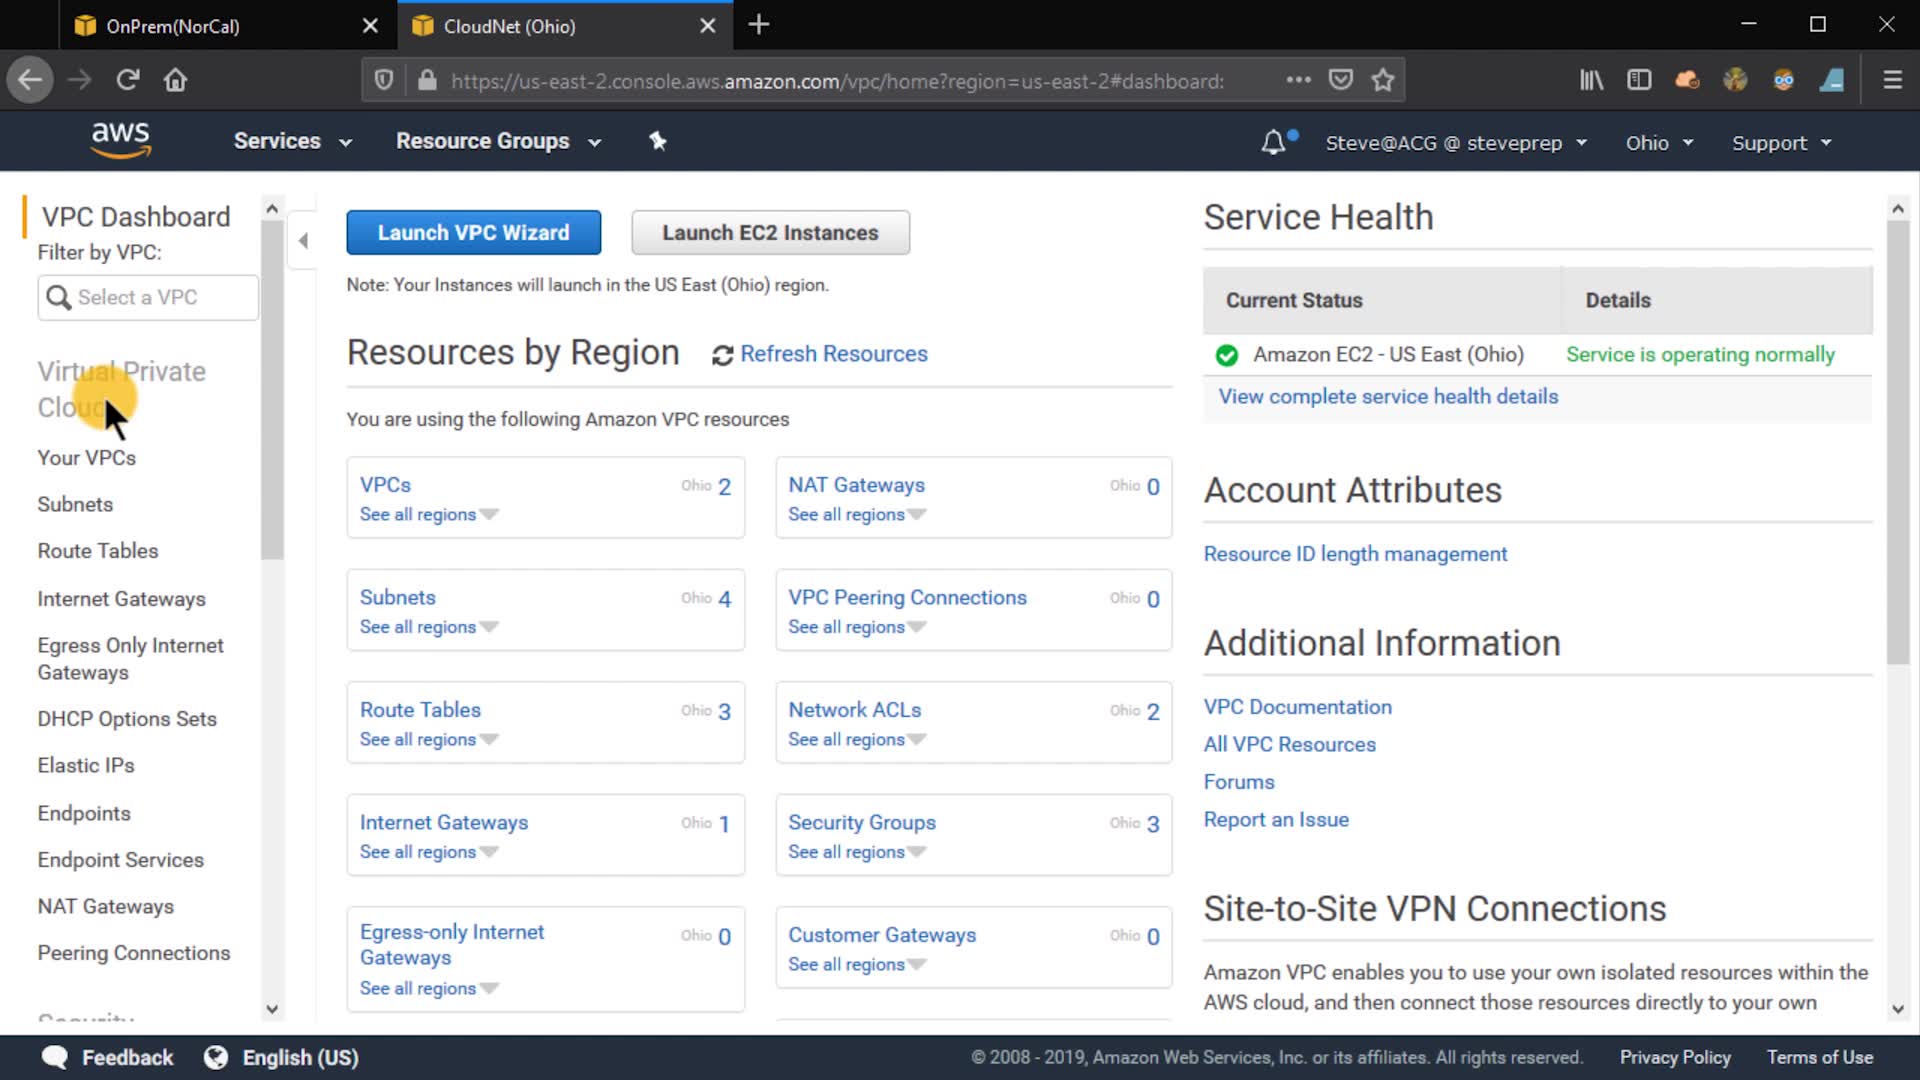 OnPrem(NorCal)
CloudNet (Ohio)
https://us-east-2.console.aws.amazon.com/vpc/home?region=us-east-2#dashboard:
aws
Services
Resource Groups
Steve@ACG @ steveprep
Ohio
Support
VPC Dashboard
Filter by VPC:
Select a VPC
Virtual Private
Cloud
Your VPCs
Subnets
Route Tables
Internet Gateways
Egress Only Internet
Gateways
DHCP Options Sets
Elastic IPs
Endpoints
Endpoint Services
NAT Gateways
Peering Connections
Security
Launch VPC Wizard
Launch EC2 Instances
Note: Your Instances will launch in the US East (Ohio) region.
Resources by Region
Refresh Resources
You are using the following Amazon VPC resources
VPCs
Ohio 2
See all regions
NAT Gateways
Ohio 0
See all regions
Subnets
Ohio 4
See all regions
VPC Peering Connections
Ohio 0
See all regions
Route Tables
Ohio 3
See all regions
Network ACLs
Ohio 2
See all regions
Internet Gateways
Ohio 1
See all regions
Security Groups
Ohio 3
See all regions
Egress-only Internet
Gateways
Ohio 0
See all regions
Customer Gateways
Ohio 0
See all regions
Service Health
Current Status
Details
Amazon EC2 - US East (Ohio)
Service is operating normally
View complete service health details
Account Attributes
Resource ID length management
Additional Information
VPC Documentation
All VPC Resources
Forums
Report an Issue
Site-to-Site VPN Connections
Amazon VPC enables you to use your own isolated resources within the
AWS cloud, and then connect those resources directly to your own
Feedback
English (US)
© 2008 - 2019, Amazon Web Services, Inc. or its affiliates. All rights reserved.
Privacy Policy
Terms of Use